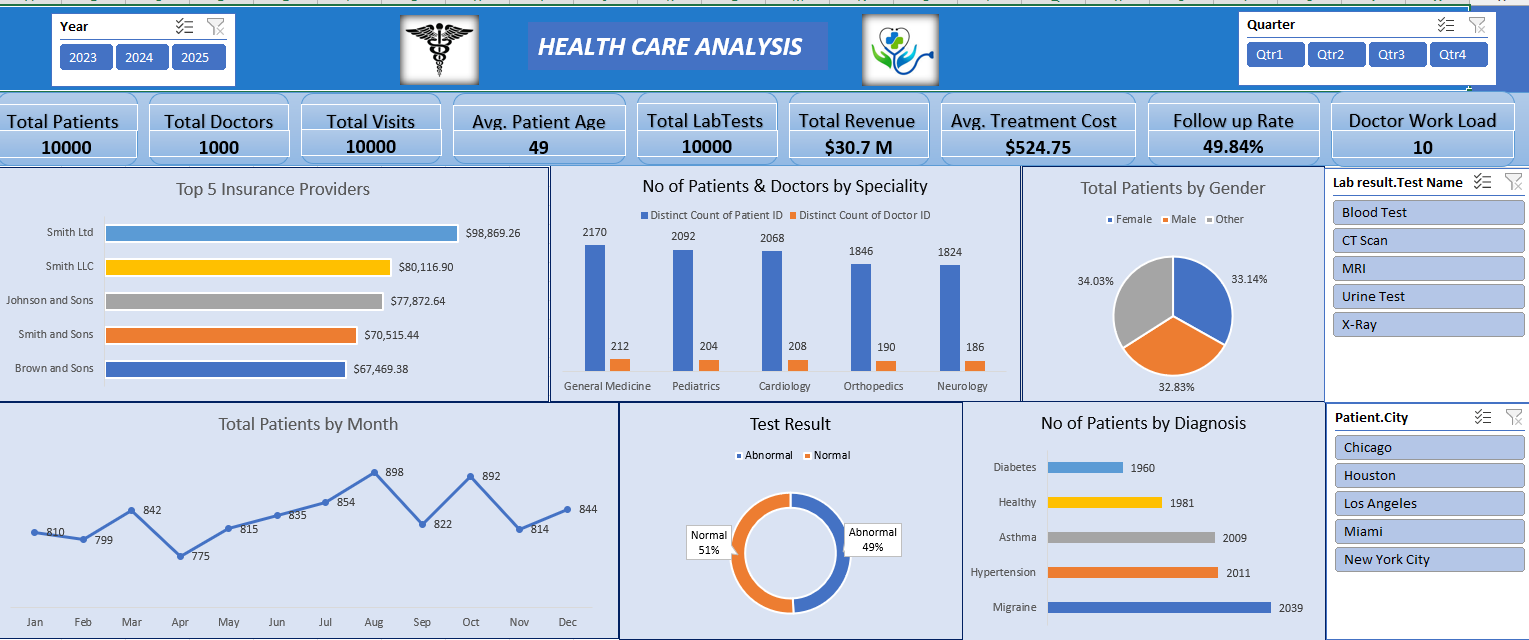 Year
2023
2024
2025
HEALTH CARE ANALYSIS
Quarter
Qtr1
Qtr2
Qtr3
Qtr4
Total Patients
10000
Total Doctors
1000
Total Visits
10000
Avg. Patient Age
49
Total LabTests
10000
Total Revenue
$30.7 M
Avg. Treatment Cost
$524.75
Follow up Rate
49.84%
Doctor Work Load
10
Top 5 Insurance Providers
Smith Ltd
$98,869.26
Smith LLC
$80,116.90
Johnson and Sons
$77,872.64
Smith and Sons
$70,515.44
Brown and Sons
$67,469.38
No of Patients & Doctors by Speciality
Distinct Count of Patient ID
Distinct Count of Doctor ID
2170
2092
2068
1846
1824
212
204
208
190
186
General Medicine
Pediatrics
Cardiology
Orthopedics
Neurology
Total Patients by Gender
Female
Male
Other
34.03%
33.14%
32.83%
Lab result.Test Name
Blood Test
CT Scan
MRI
Urine Test
X-Ray
Total Patients by Month
810
799
842
775
815
835
854
898
822
892
814
844
Jan
Feb
Mar
Apr
May
Jun
Jul
Aug
Sep
Oct
Nov
Dec
Test Result
Abnormal
Normal
Normal
51%
Abnormal
49%
No of Patients by Diagnosis
Diabetes
1960
Healthy
1981
Asthma
2009
Hypertension
2011
Migraine
2039
Patient.City
Chicago
Houston
Los Angeles
Miami
New York City